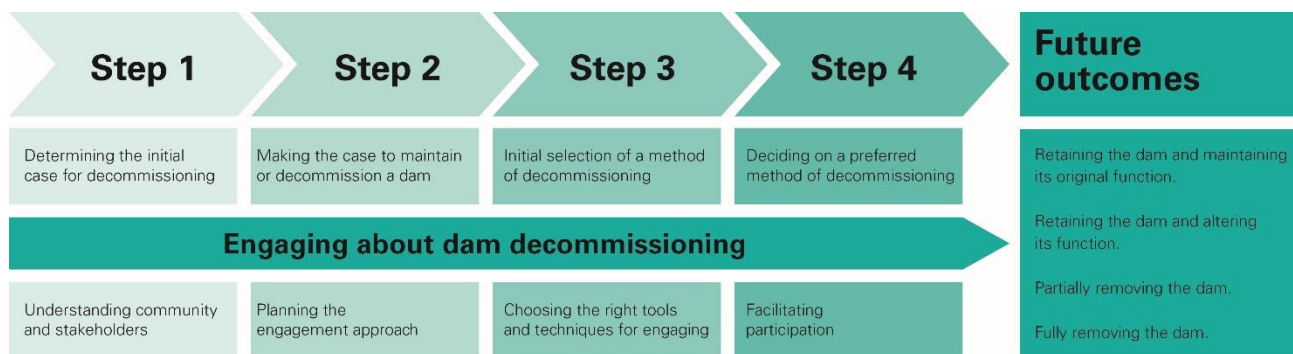 Step 1
Step 2
Step 3
Step 4
Future
outcomes
Determining the initial
case for decommissioning
Making the case to maintain
or decommission a dam
Initial selection of a method
of decommissioning
Deciding on a preferred
method of decommissioning
Engaging about dam decommissioning
Understanding community
and stakeholders
Planning the
engagement approach
Choosing the right tools
and techniques for engaging
Facilitating
participation
Retaining the dam and maintaining
its original function.
Retaining the dam and altering
its function.
Partially removing the dam.
Fully removing the dam.